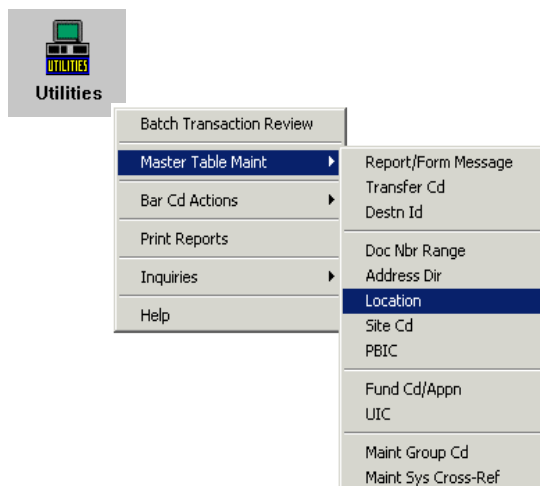 UTILITIES
Utilities
Batch Transaction Review
Master Table Maint
Bar Cd Actions
Print Reports
Inquiries
Help
Report/Form Message
Transfer Cd
Destn Id
Doc Nbr Range
Address Dir
Location
Site Cd
PBIC
Fund Cd/Appn
UIC
Maint Group Cd
Maint Sys Cross-Ref